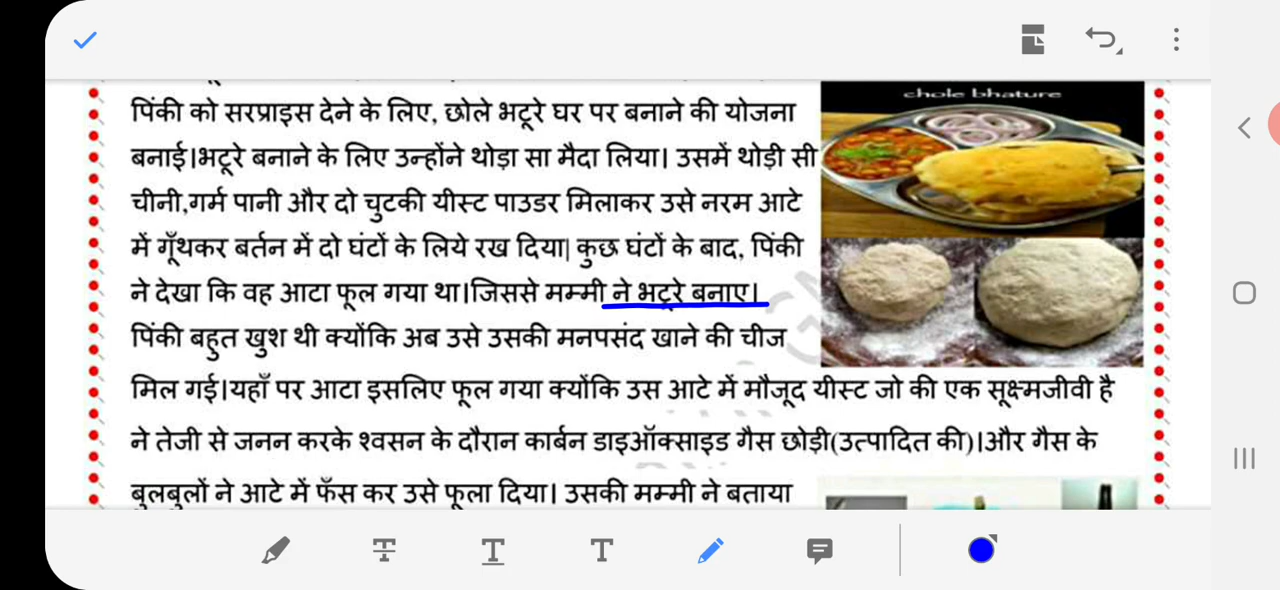 पिंकी को सरप्राइस देने के लिए, छोले भटूरे घर पर बनाने की योजना
chole bhature
बनाई।भटूरे बनाने के लिए उन्होंने थोड़ा सा मैदा लिया। उसमें थोड़ी सी
चीनी,गर्म पानी और दो चुटकी यीस्ट पाउडर मिलाकर उसे नरम आटे
में गूँथकर बर्तन में दो घंटों के लिये रख दिया| कुछ घंटों के बाद, पिंकी
ने देखा कि वह आटा फूल गया था।जिससे मम्मी ने भटूरे बनाए।
पिंकी बहुत खुश थी क्योंकि अब उसे उसकी मनपसंद खाने की चीज
मिल गई।यहाँ पर आटा इसलिए फूल गया क्योंकि उस आटे में मौजूद यीस्ट जो की एक सूक्ष्मजीवी है
ने तेजी से जनन करके श्वसन के दौरान कार्बन डाइऑक्साइड गैस छोड़ी(उत्पादित की)।और गैस के
बुलबुलों ने आटे में फँस कर उसे फूला दिया। उसकी मम्मी ने बताया